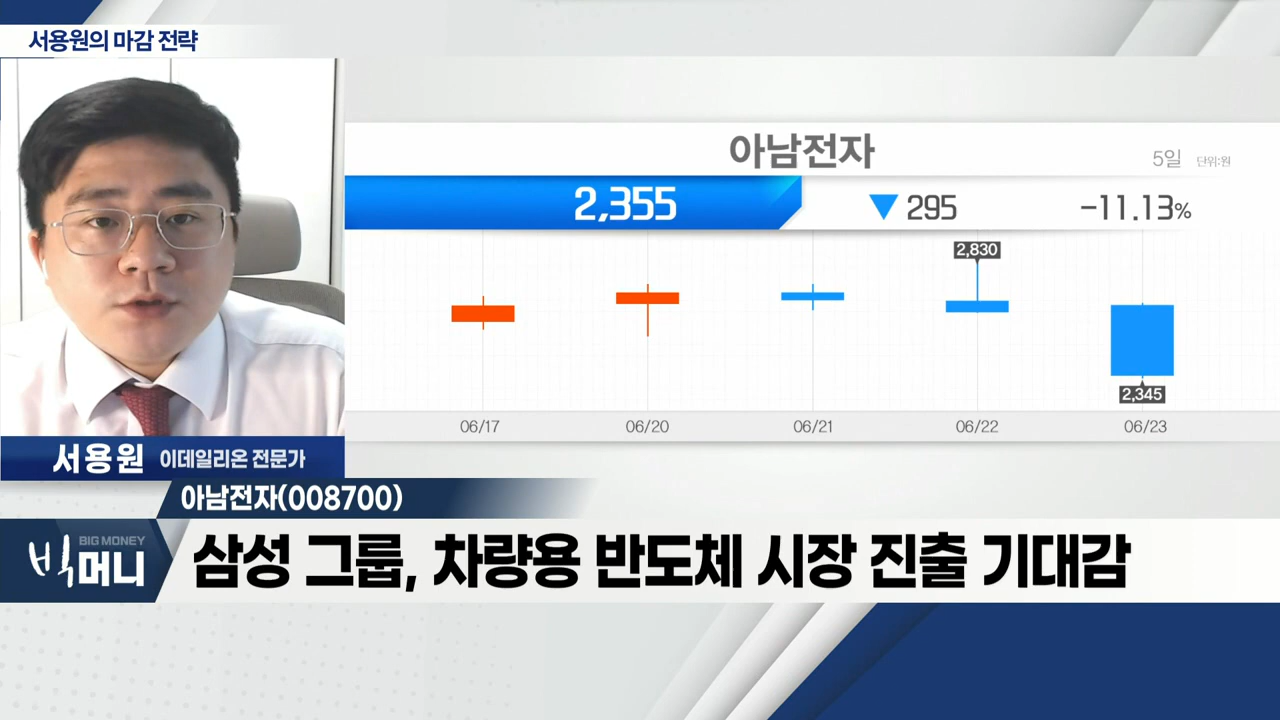 서용원의 마감 전략
아남전자
5일 단위:원
2,355 ▼ 295 -11.13%
2,830
2,345
06/17 06/20 06/21 06/22 06/23
서용원 이데일리온 전문가
아남전자(008700)
BIG MONEY
빅머니
삼성 그룹, 차량용 반도체 시장 진출 기대감